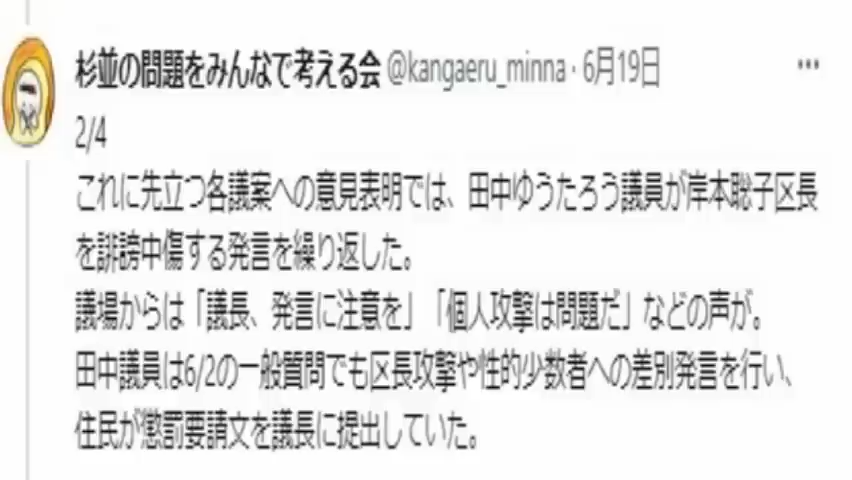 杉並の問題をみんなで考える会 @kangaeru_minna · 6月19日 …
2/4
これに先立つ各議案への意見表明では、田中ゆうたろう議員が岸本聡子区長
を誹謗中傷する発言を繰り返した。
議場からは「議長、発言に注意を」「個人攻撃は問題だ」などの声が。
田中議員は6/2の一般質問でも区長攻撃や性的少数者への差別発言を行い、
住民が懲罰要請文を議長に提出していた。